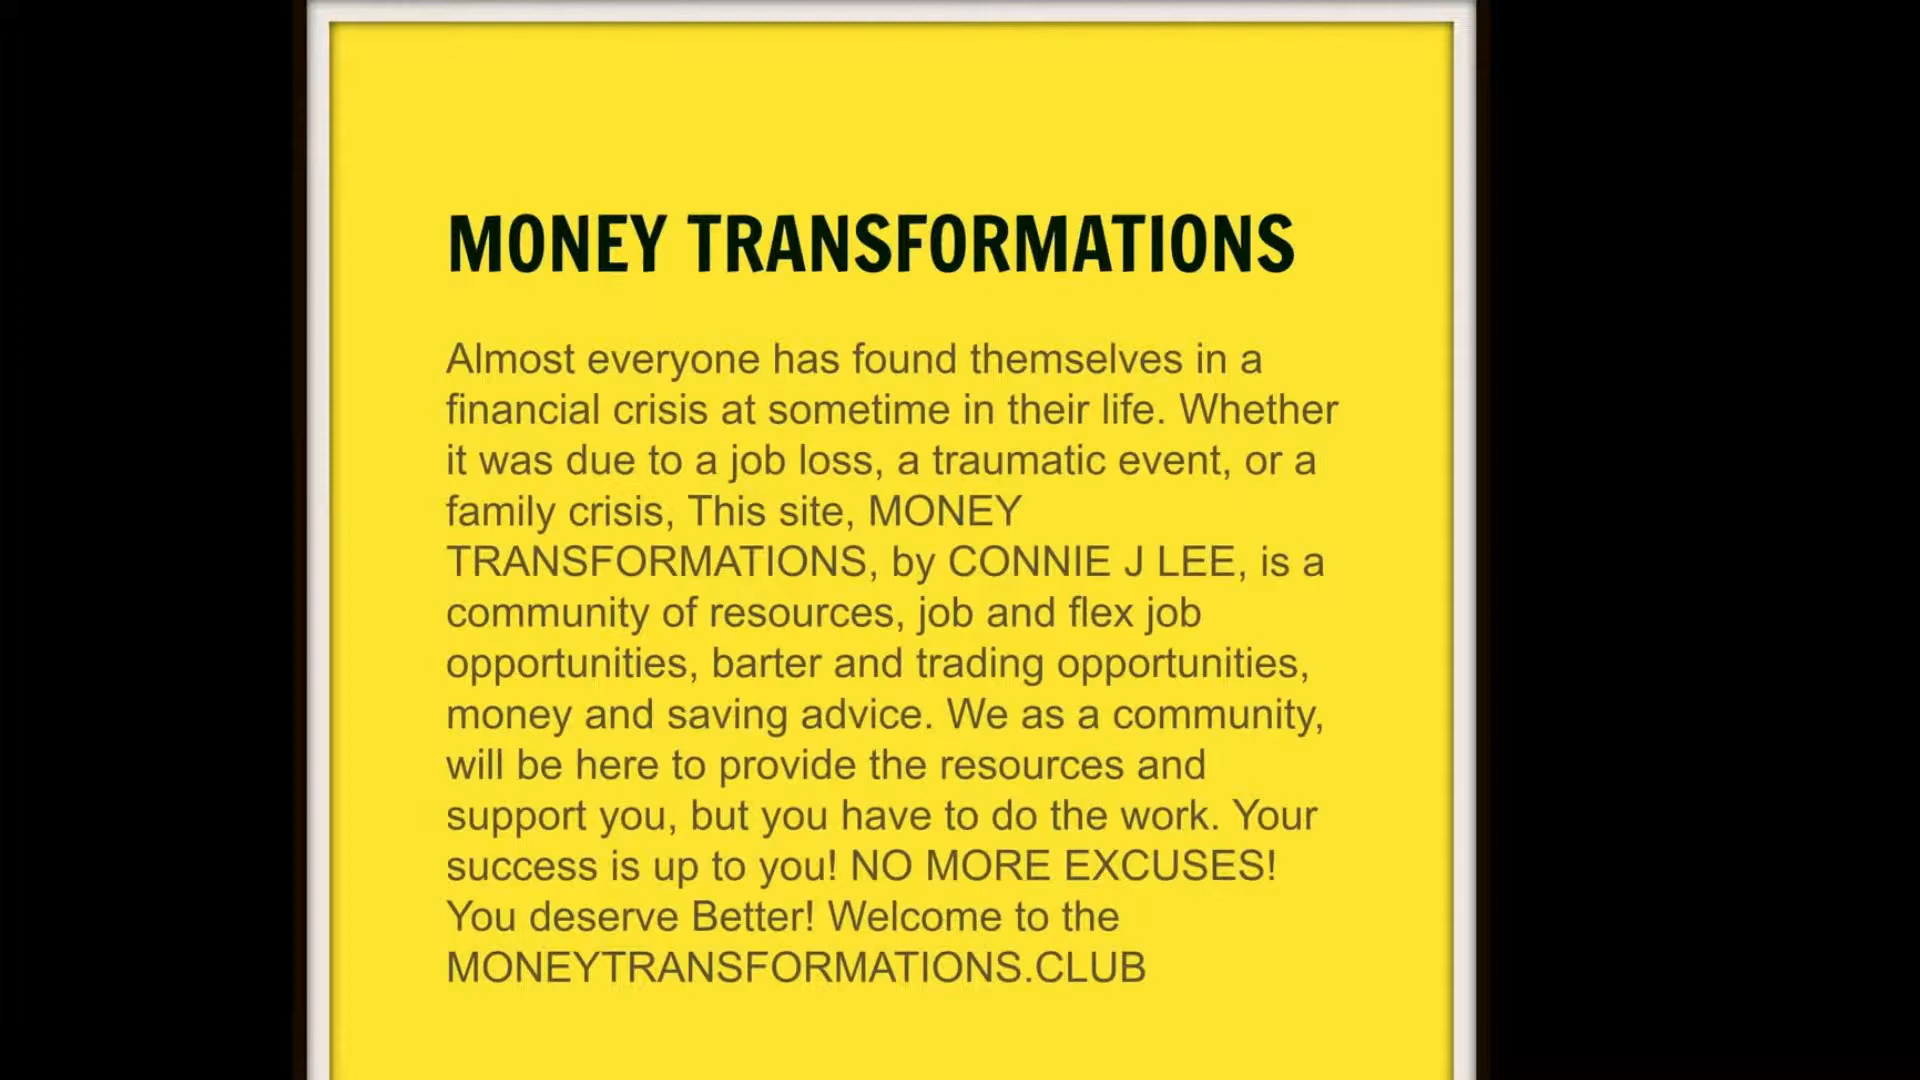 MONEY TRANSFORMATIONS
Almost everyone has found themselves in a
financial crisis at sometime in their life. Whether
it was due to a job loss, a traumatic event, or a
family crisis, This site, MONEY
TRANSFORMATIONS, by CONNIE J LEE, is a
community of resources, job and flex job
opportunities, barter and trading opportunities,
money and saving advice. We as a community,
will be here to provide the resources and
support you, but you have to do the work. Your
success is up to you! NO MORE EXCUSES!
You deserve Better! Welcome to the
MONEYTRANSFORMATIONS.CLUB